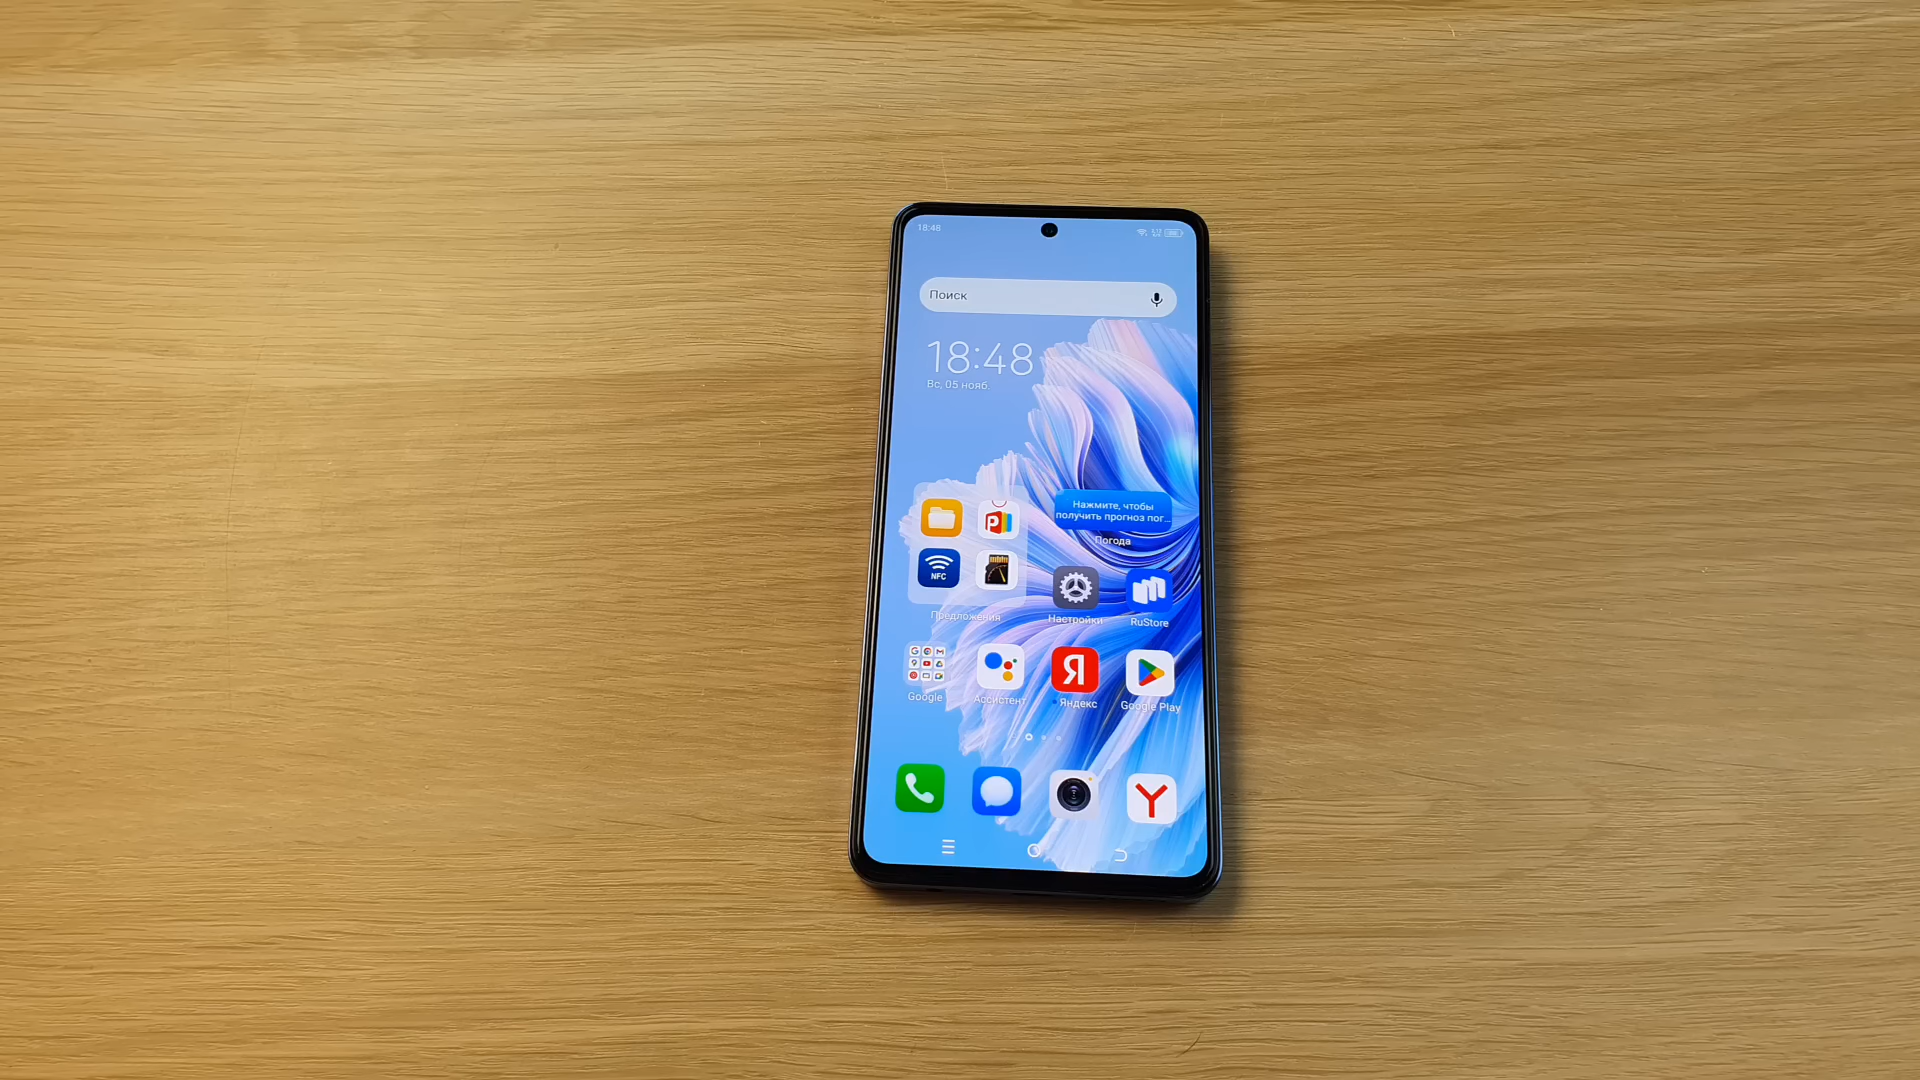 18:48
Поиск
18:48
Вс, 05 нояб.
Нажмите, чтобы
получить прогноз пог...
Погода
P
NFC
Предложения
Настройки
RuStore
Google
Ассистент
Я
Яндекс
Google Play
Y